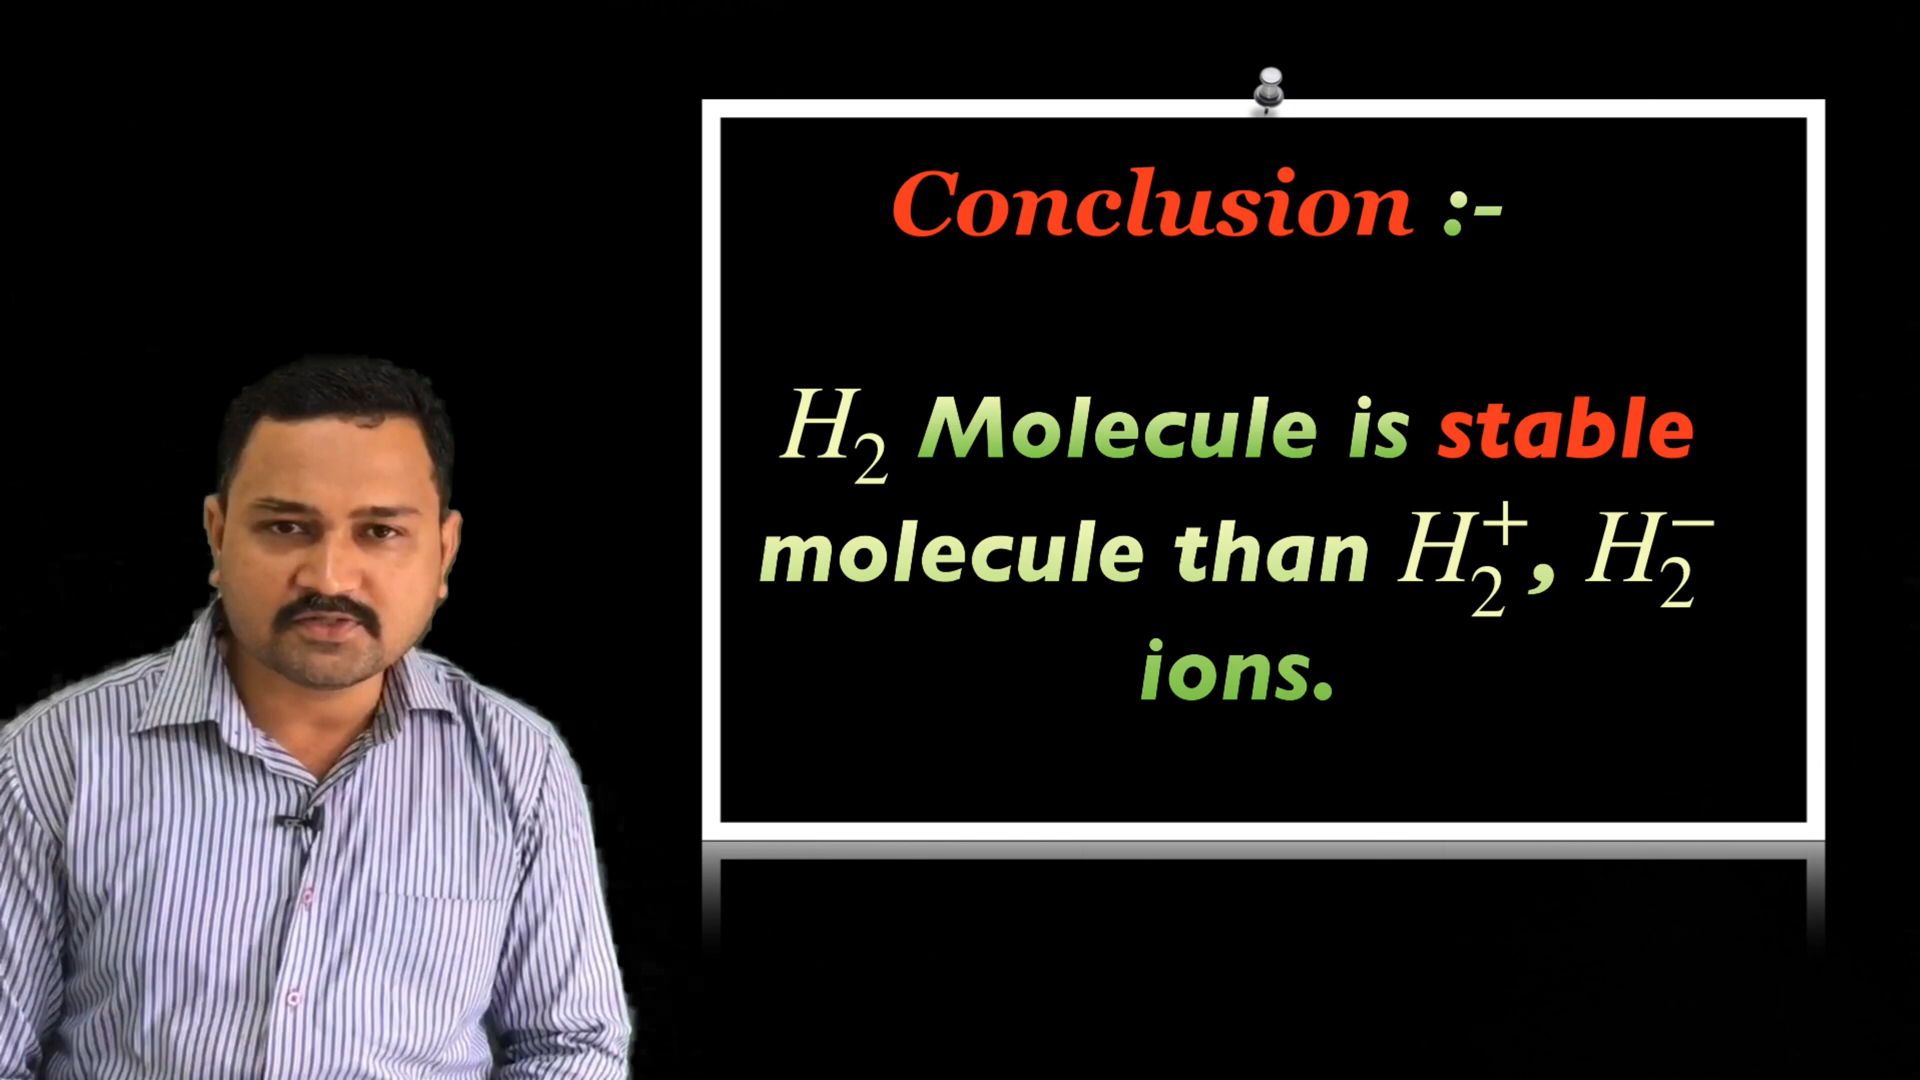 Conclusion :-
H₂ Molecule is stable
molecule than H₂⁺, H₂⁻
ions.